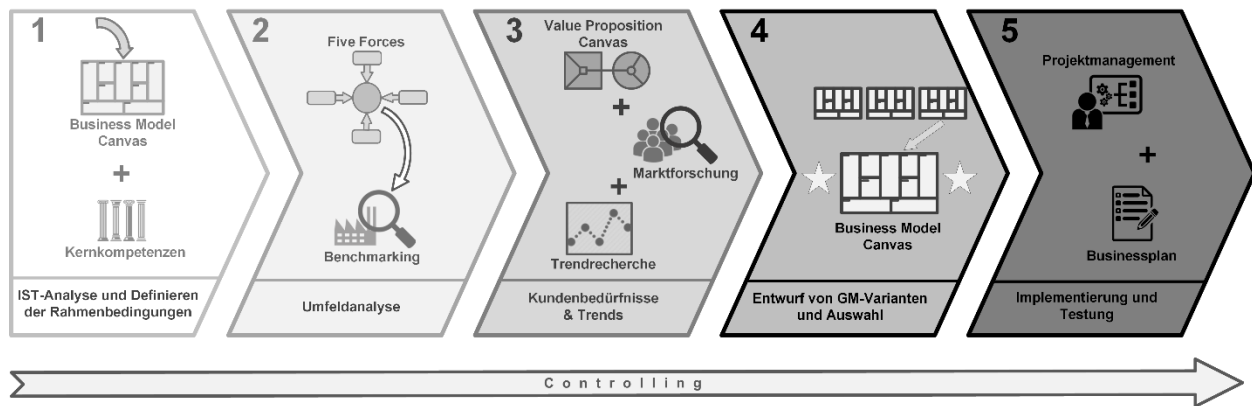 1
Business Model
Canvas
+
Kernkompetenzen
IST-Analyse und Definieren
der Rahmenbedingungen
2
Five Forces
Benchmarking
Umfeldanalyse
3
Value Proposition
Canvas
+
Marktforschung
+
Trendrecherche
Kundenbedürfnisse
& Trends
4
Business Model
Canvas
Entwurf von GM-Varianten
und Auswahl
5
Projektmanagement
+
Businessplan
Implementierung und
Testung
Controlling